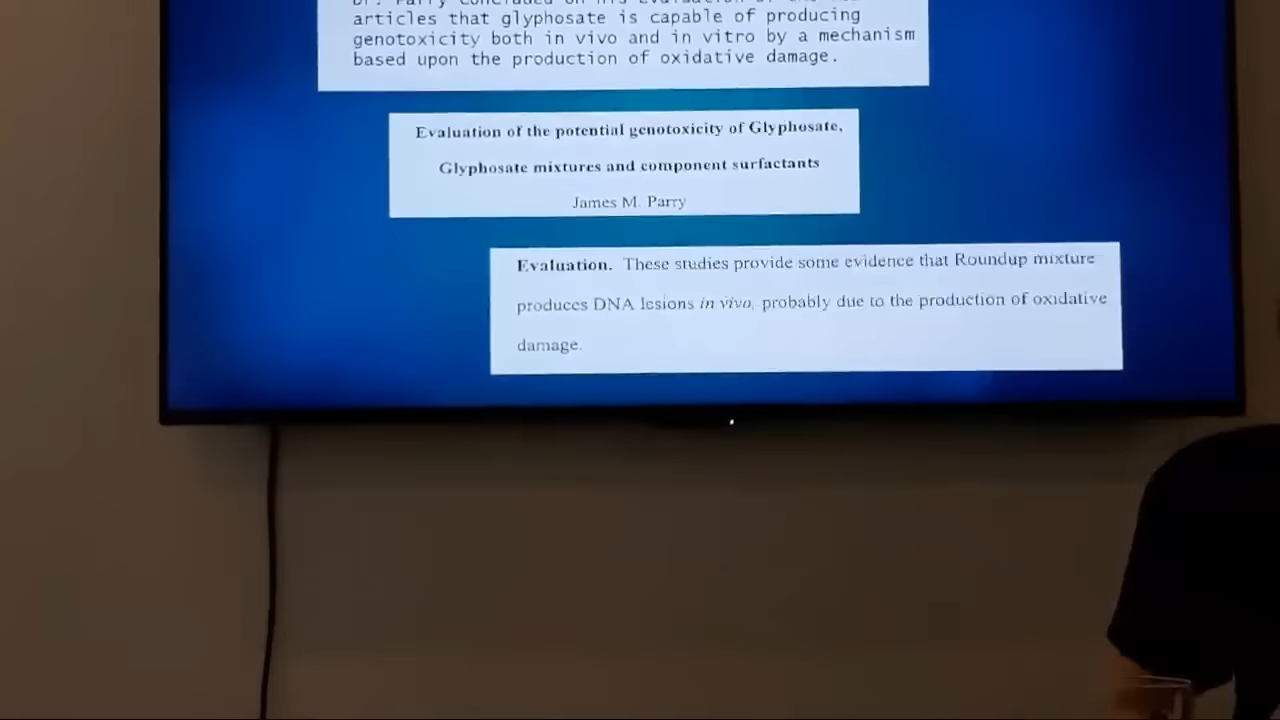 articles that glyphosate is capable of producing
genotoxicity both in vivo and in vitro by a mechanism
based upon the production of oxidative damage.
Evaluation of the potential genotoxicity of Glyphosate,
Glyphosate mixtures and component surfactants
James M. Parry
Evaluation. These studies provide some evidence that Roundup mixture
produces DNA lesions in vivo, probably due to the production of oxidative
damage.